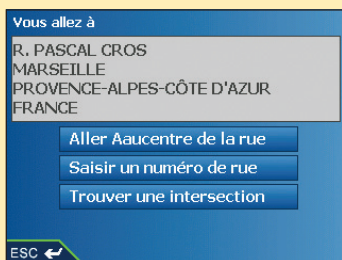 Vous allez à
R. PASCAL CROS
MARSEILLE
PROVENCE-ALPES-CÔTE D'AZUR
FRANCE
Aller Aaucentre de la rue
Saisir un numéro de rue
Trouver une intersection
ESC